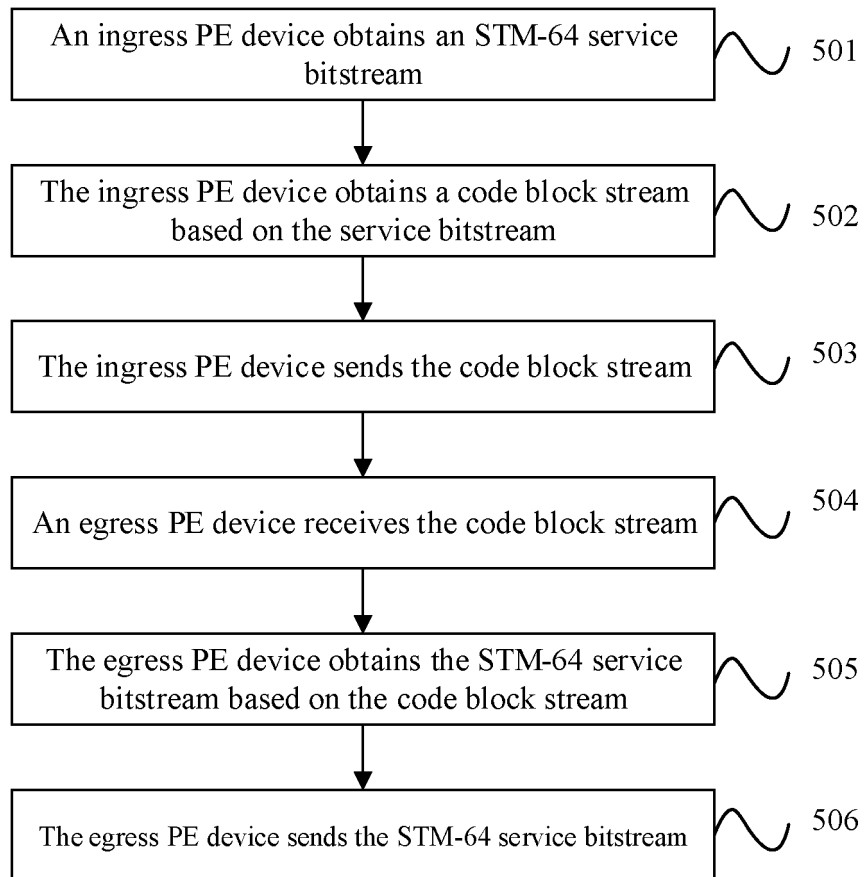 An ingress PE device obtains an STM-64 service
bitstream
501
The ingress PE device obtains a code block stream
based on the service bitstream
502
The ingress PE device sends the code block stream
503
An egress PE device receives the code block stream
504
The egress PE device obtains the STM-64 service
bitstream based on the code block stream
505
The egress PE device sends the STM-64 service bitstream
506